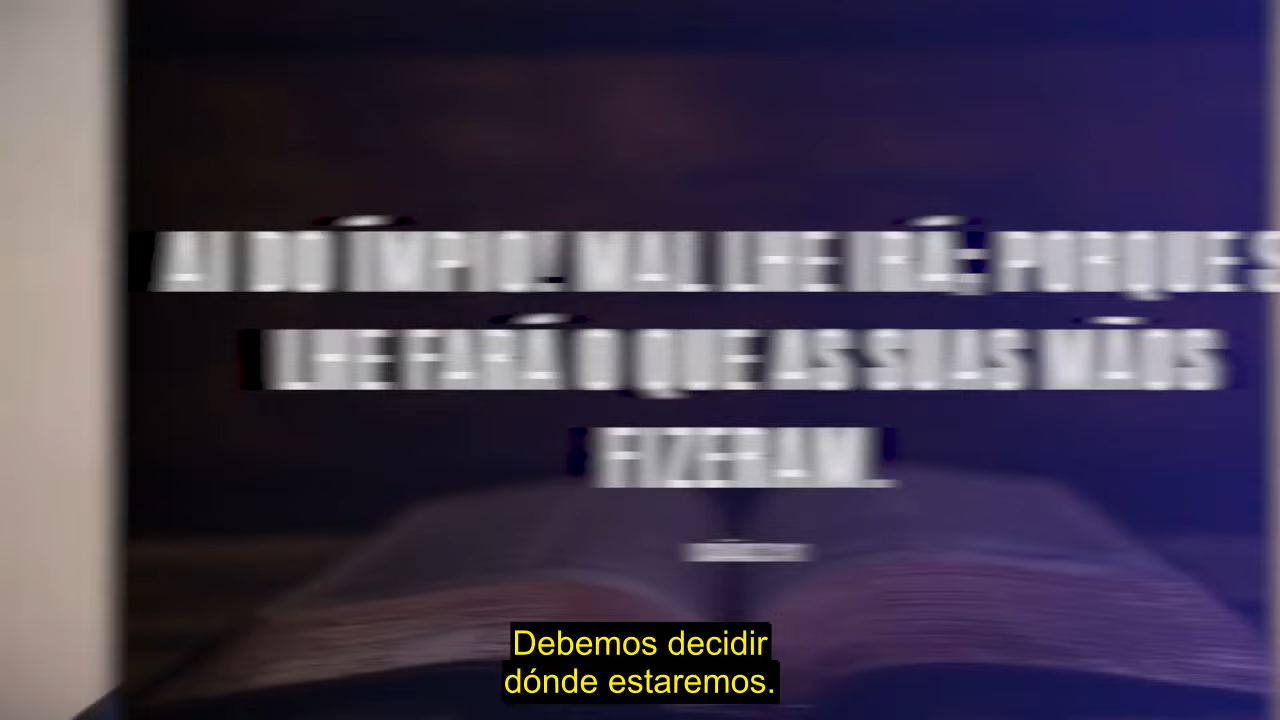 AI DO ÍMPIO! MAL LHE IRÁ; PORQUE S
LHE FARÁ O QUE AS SUAS MÃOS
FIZERAM.
Debemos decidir
dónde estaremos.